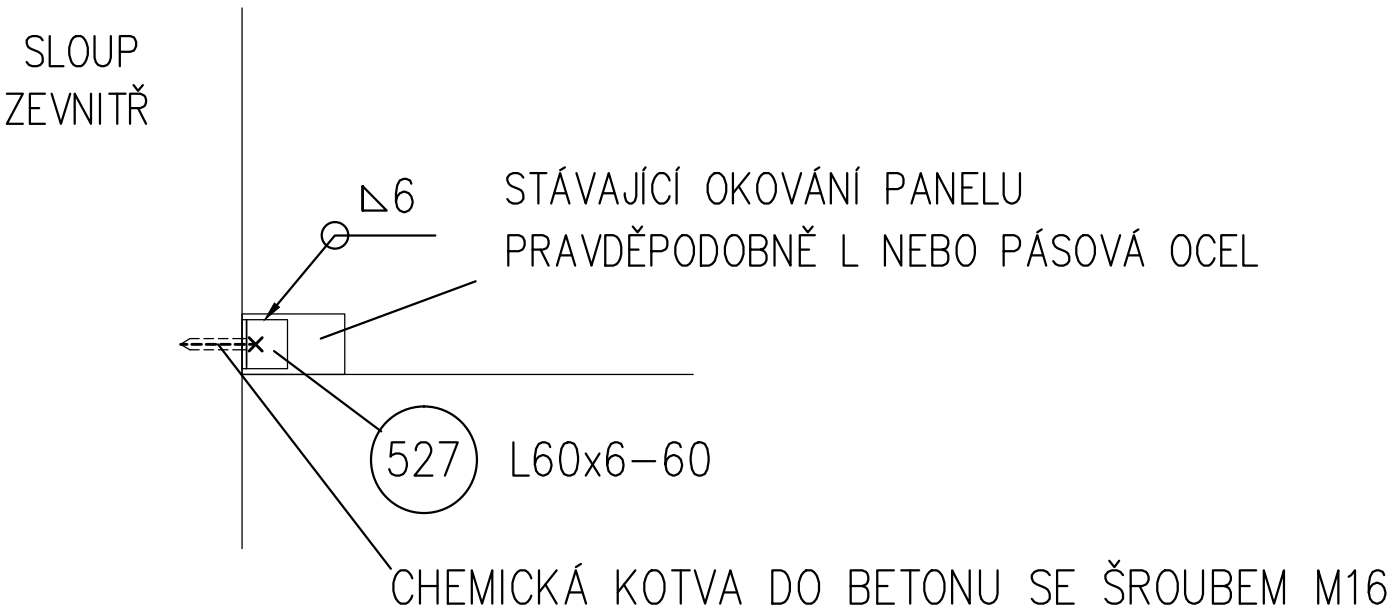 SLOUP
ZEVNITŘ
6
STÁVAJÍCÍ OKOVÁNÍ PANELU
PRAVDĚPODOBNĚ L NEBO PÁSOVÁ OCEL
527 L60x6-60
CHEMICKÁ KOTVA DO BETONU SE ŠROUBEM M16